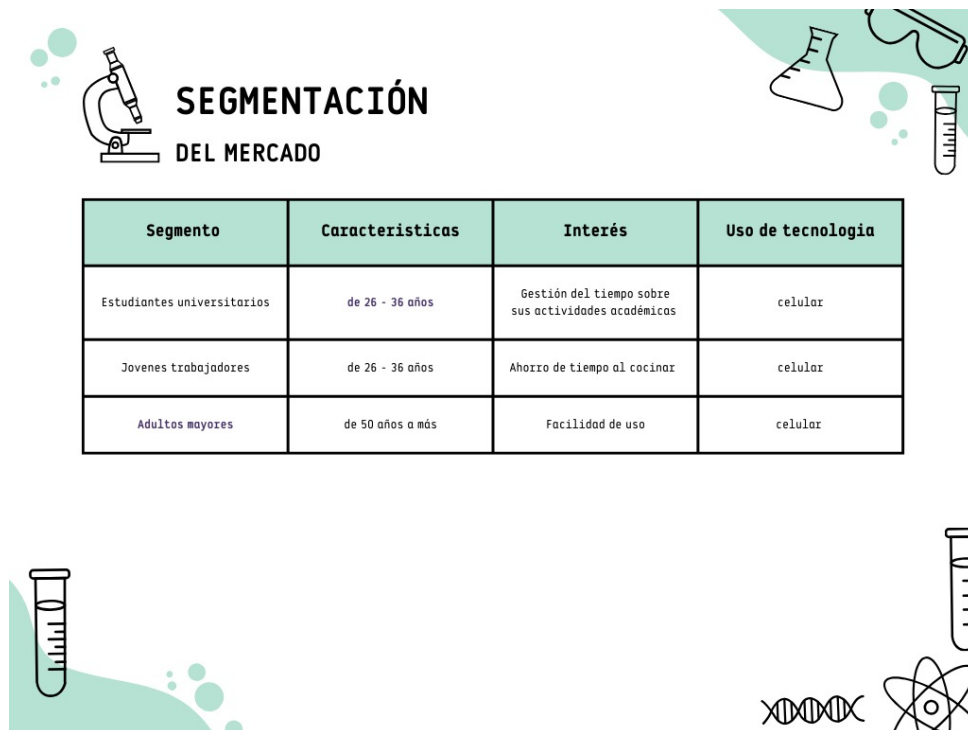 SEGMENTACIÓN
DEL MERCADO
Segmento Caracteristicas Interés Uso de tecnologia
Estudiantes universitarios de 26 - 36 años Gestión del tiempo sobre
sus actividades académicas celular
Jovenes trabajadores de 26 - 36 años Ahorro de tiempo al cocinar celular
Adultos mayores de 50 años a más Facilidad de uso celular